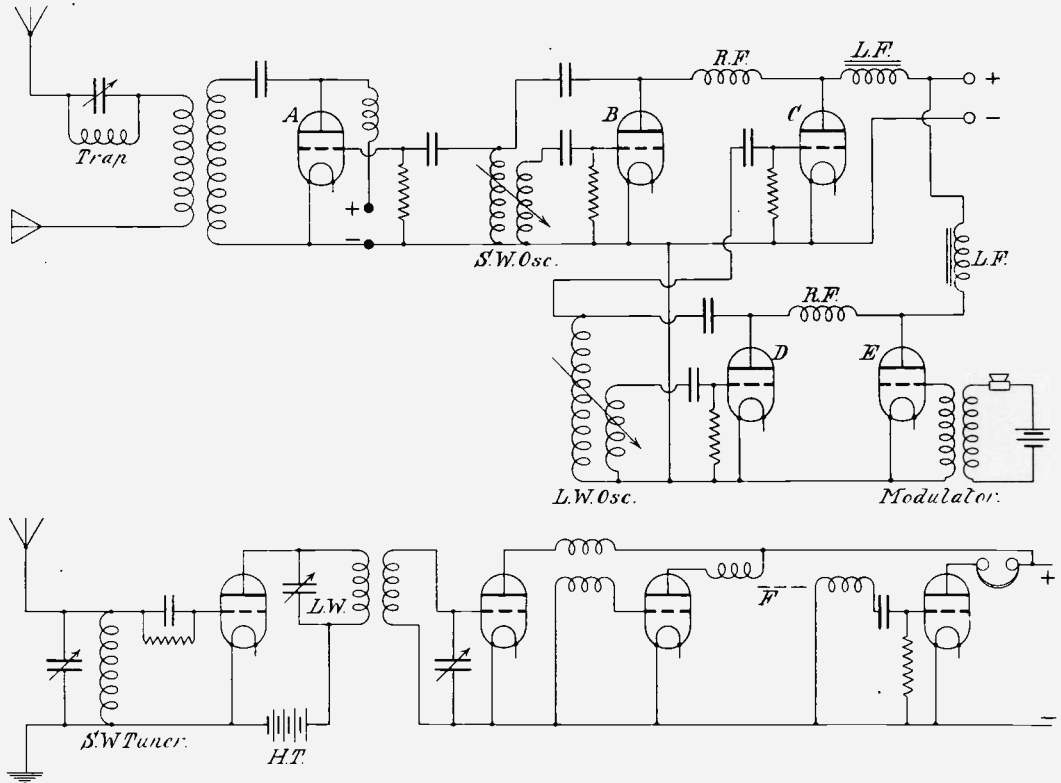 L.F.
R.F.
+
−
A
B
C
Trap
+
−
S.W.Osc.
L.F.
R.F.
D
E
L.W.Osc.
Modulator.
L.W.
F
+
−
S.W Tuner.
H.T.